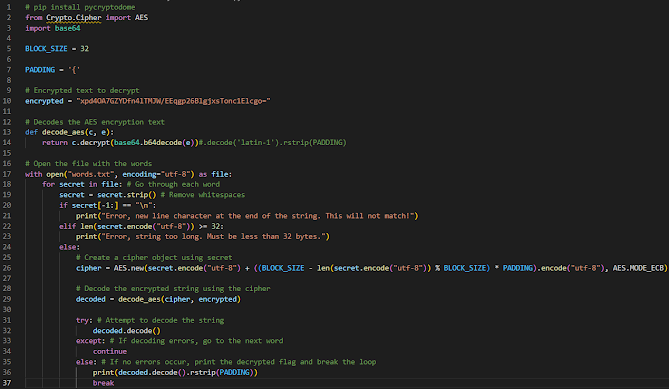 # pip install pycryptodome
from Crypto.Cipher import AES
import base64
BLOCK_SIZE = 32
PADDING = '{'
# Encrypted text to decrypt
encrypted = "xpd4OA7GZYDfn4lTMJW/EEqgp26BlgjxsTonc1Elcgo="
# Decodes the AES encryption text
def decode_aes(c, e):
    return c.decrypt(base64.b64decode(e))#.decode('latin-1').rstrip(PADDING)
# Open the file with the words
with open("words.txt", encoding="utf-8") as file:
    for secret in file: # Go through each word
        secret = secret.strip() # Remove whitespaces
        if secret[-1:] == "\n":
            print("Error, new line character at the end of the string. This will not match!")
        elif len(secret.encode("utf-8")) >= 32:
            print("Error, string too long. Must be less than 32 bytes.")
        else:
            # Create a cipher object using secret
            cipher = AES.new(secret.encode("utf-8") + ((BLOCK_SIZE - len(secret.encode("utf-8")) % BLOCK_SIZE) * PADDING).encode("utf-8"), AES.MODE_ECB)
            # Decode the encrypted string using the cipher
            decoded = decode_aes(cipher, encrypted)
            try: # Attempt to decode the string
                decoded.decode()
            except: # If decoding errors, go to the next word
                continue
            else: # If no errors occur, print the decrypted flag and break the loop
                print(decoded.decode().rstrip(PADDING))
                break